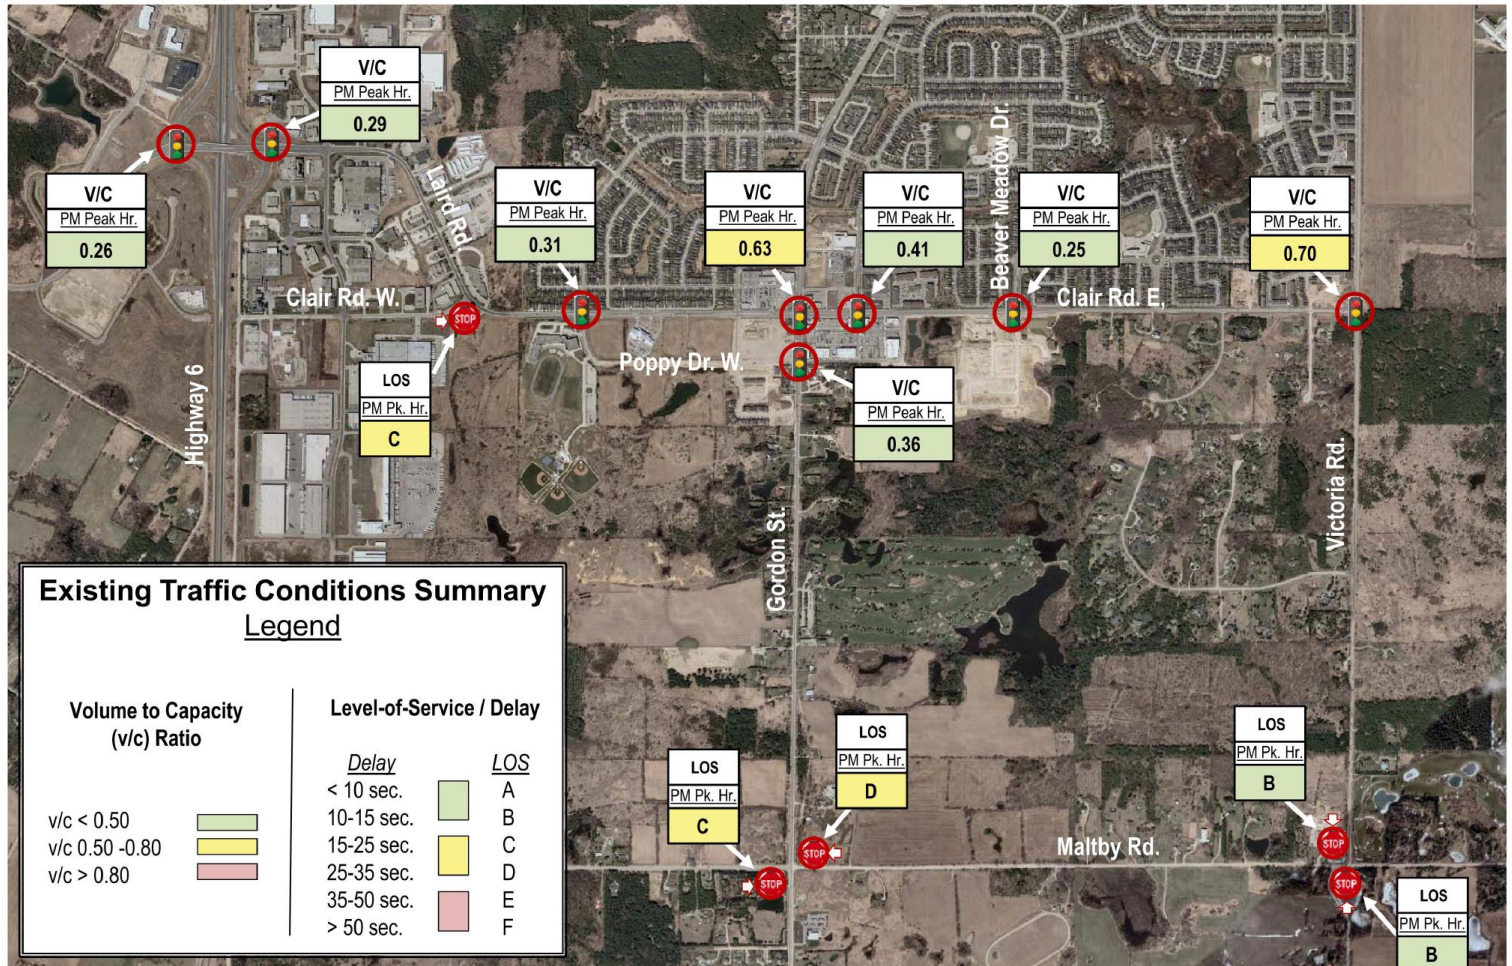 V/C
PM Peak Hr.
0.29
V/C
PM Peak Hr.
0.26
Laird Rd.
V/C
PM Peak Hr.
0.31
V/C
PM Peak Hr.
0.63
V/C
PM Peak Hr.
0.41
Beaver Meadow Dr.
V/C
PM Peak Hr.
0.25
V/C
PM Peak Hr.
0.70
Clair Rd. W.
STOP
Clair Rd. E,
Highway 6
LOS
PM Pk. Hr.
C
Poppy Dr. W.
V/C
PM Peak Hr.
0.36
Gordon St.
Victoria Rd.
Existing Traffic Conditions Summary
Legend
Volume to Capacity
(v/c) Ratio
v/c < 0.50
v/c 0.50 -0.80
v/c > 0.80
Level-of-Service / Delay
Delay LOS
< 10 sec. A
10-15 sec. B
15-25 sec. C
25-35 sec. D
35-50 sec. E
> 50 sec. F
LOS
PM Pk. Hr.
C
LOS
PM Pk. Hr.
D
LOS
PM Pk. Hr.
B
STOP
STOP
Maltby Rd.
STOP
STOP
LOS
PM Pk. Hr.
B